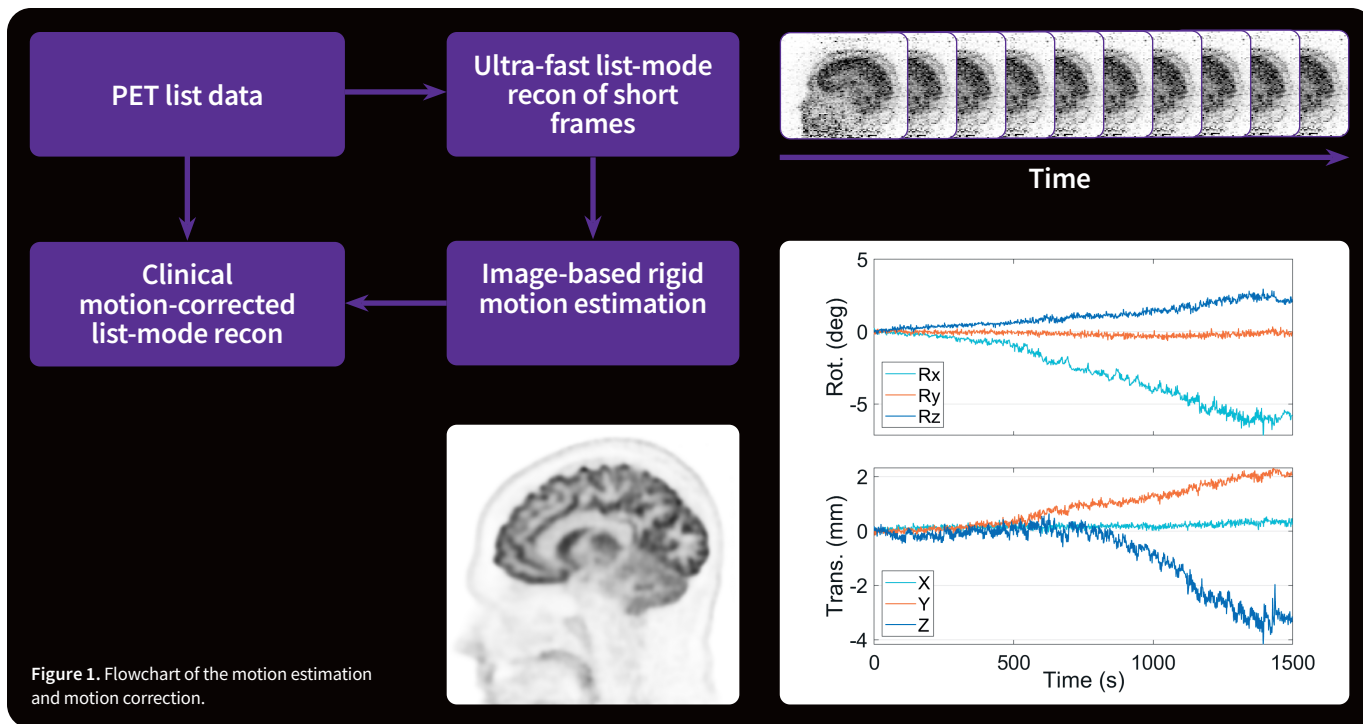 PET list data
Ultra-fast list-mode
recon of short
frames
Time
Clinical
motion-corrected
list-mode recon
Image-based rigid
motion estimation
5
0
-5
Rot. (deg)
Rx
Ry
Rz
2
0
-2
-4
Trans. (mm)
X
Y
Z
0
500
1000
1500
Time (s)
Figure 1. Flowchart of the motion estimation
and motion correction.